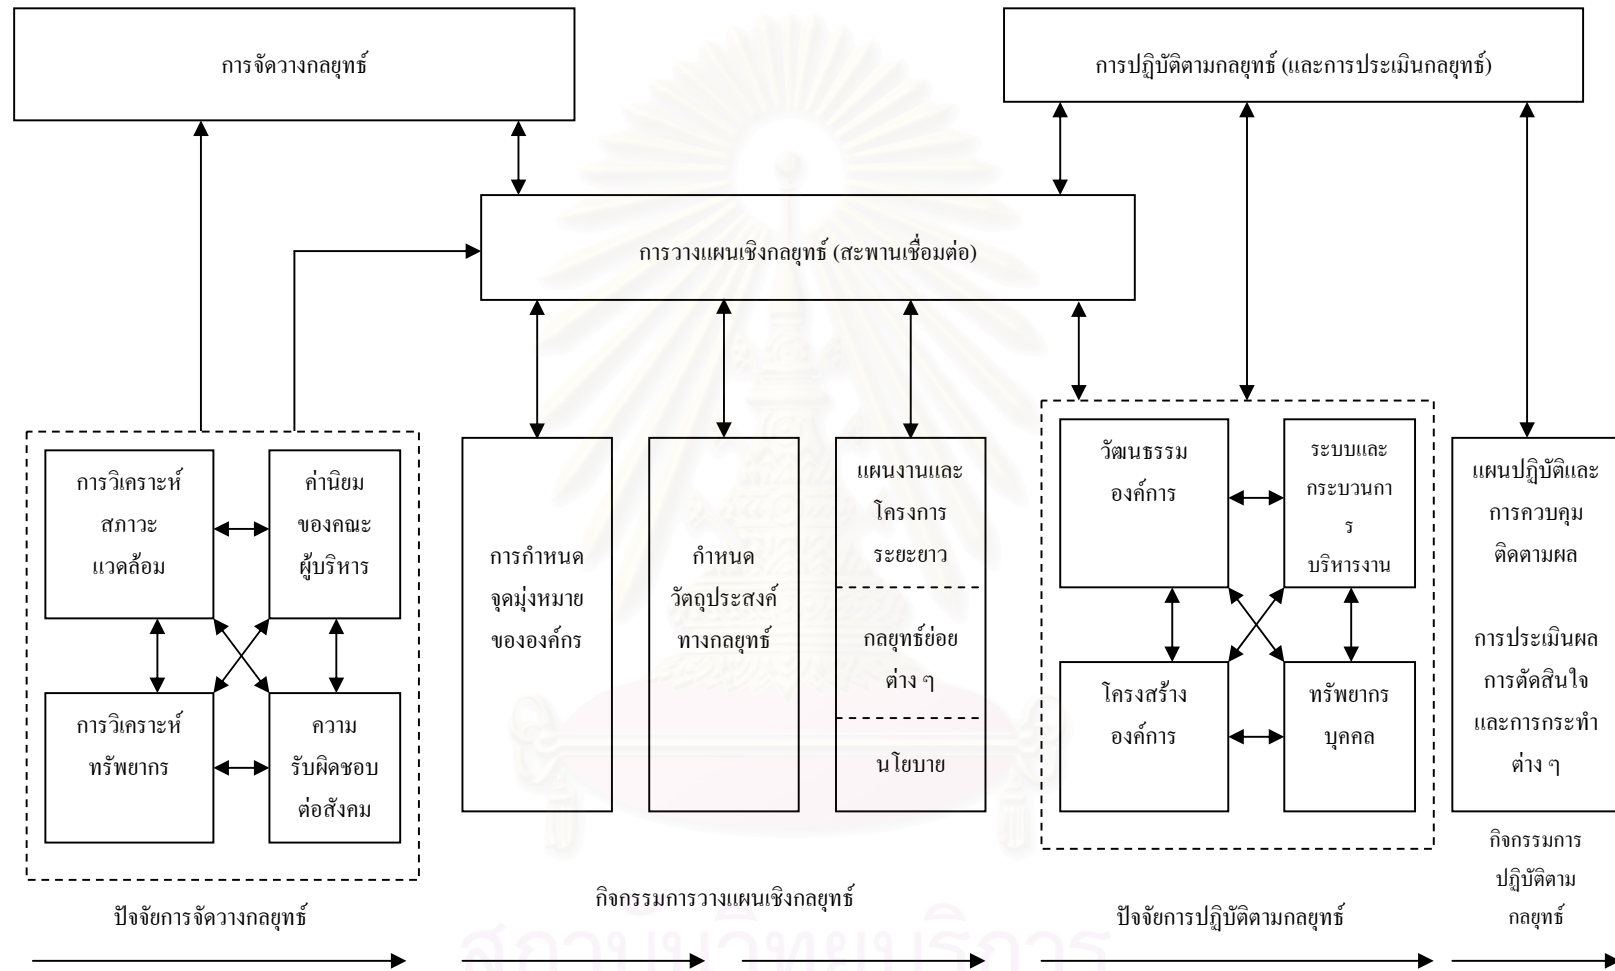 การจัดวางกลยุทธ์
การปฏิบัติตามกลยุทธ์ (และการประเมินกลยุทธ์)
การวางแผนเชิงกลยุทธ์ (สะพานเชื่อมต่อ)
การวิเคราะห์
สภาวะ
แวดล้อม
ค่านิยม
ของคณะ
ผู้บริหาร
การวิเคราะห์
ทรัพยากร
ความ
รับผิดชอบ
ต่อสังคม
การกำหนด
จุดมุ่งหมาย
ขององค์กร
กำหนด
วัตถุประสงค์
ทางกลยุทธ์
แผนงานและ
โครงการ
ระยะยาว
กลยุทธ์ย่อย
ต่าง ๆ
นโยบาย
วัฒนธรรม
องค์การ
ระบบและ
กระบวนกา
ร
บริหารงาน
โครงสร้าง
องค์การ
ทรัพยากร
บุคคล
แผนปฏิบัติและ
การควบคุม
ติดตามผล
การประเมินผล
การตัดสินใจ
และการกระทำ
ต่าง ๆ
ปัจจัยการจัดวางกลยุทธ์
กิจกรรมการวางแผนเชิงกลยุทธ์
ปัจจัยการปฏิบัติตามกลยุทธ์
กิจกรรมการ
ปฏิบัติตาม
กลยุทธ์
สถาบันวิทยบริการ